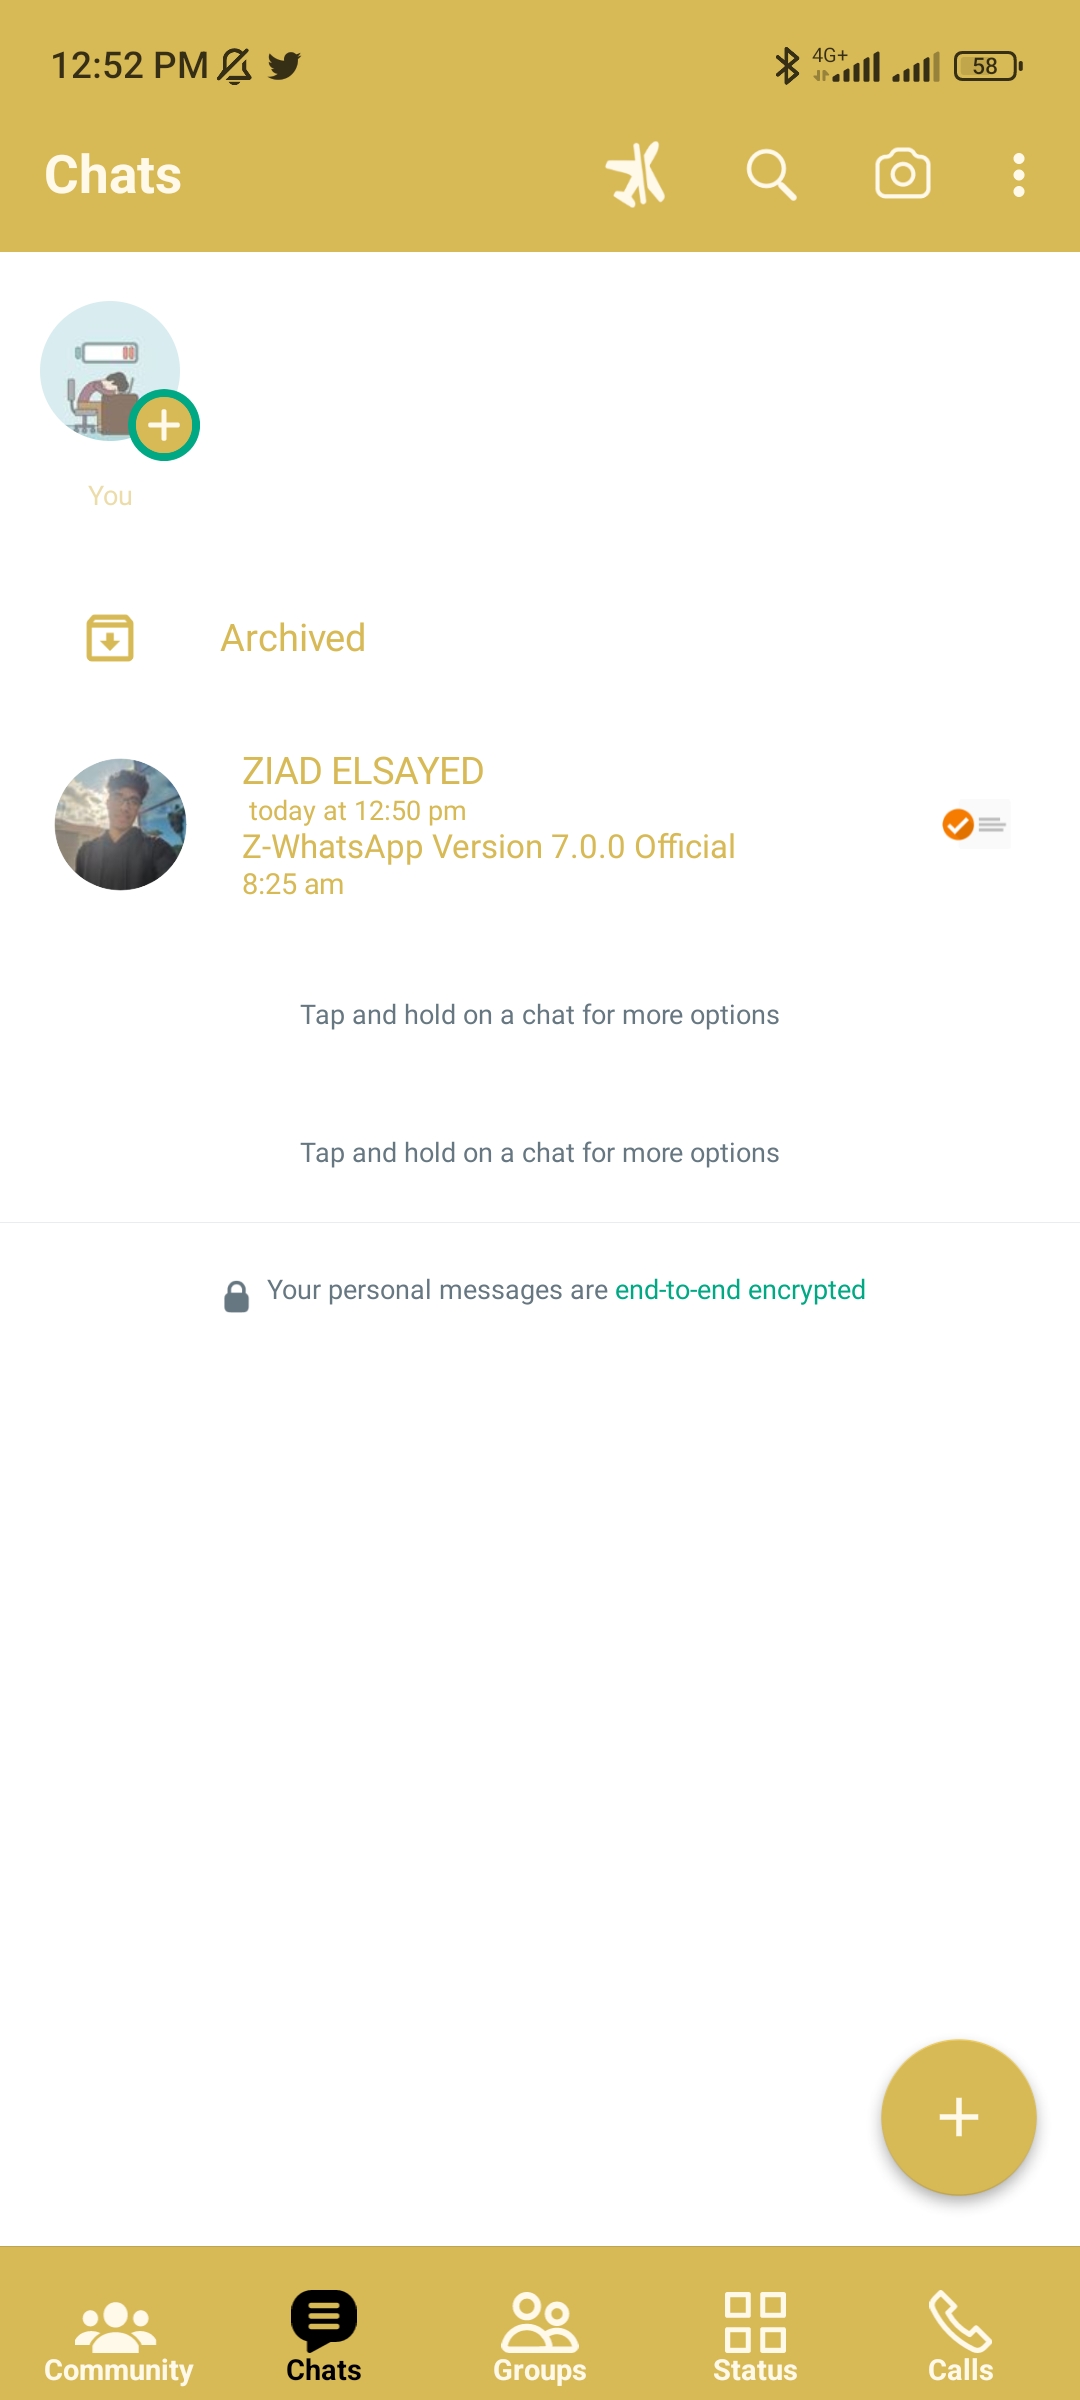 12:52 PM 4G+ 58
Chats
You
Archived
ZIAD ELSAYED
today at 12:50 pm
Z-WhatsApp Version 7.0.0 Official
8:25 am
Tap and hold on a chat for more options
Tap and hold on a chat for more options
Your personal messages are end-to-end encrypted
Community Chats Groups Status Calls